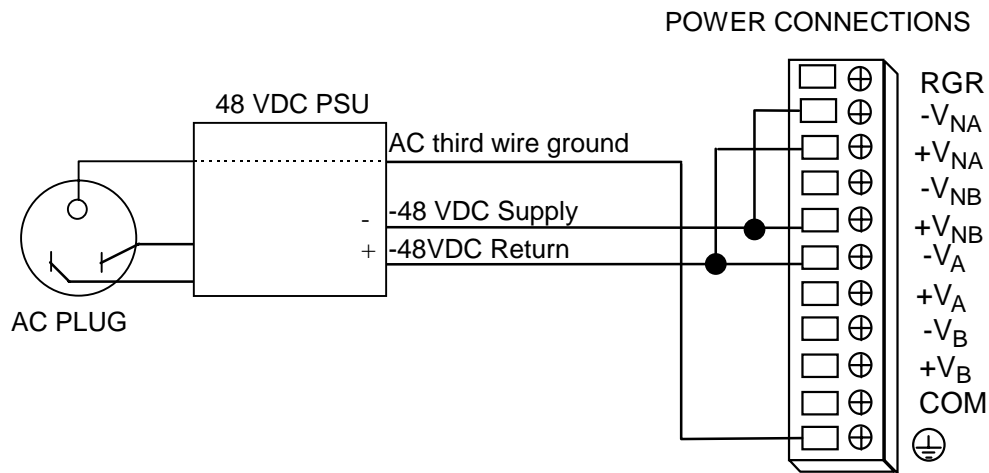 POWER CONNECTIONS
48 VDC PSU
AC third wire ground
- -48 VDC Supply
+ -48VDC Return
AC PLUG
RGR
-VNA
+VNA
-VNB
+VNB
-VA
+VA
-VB
+VB
COM